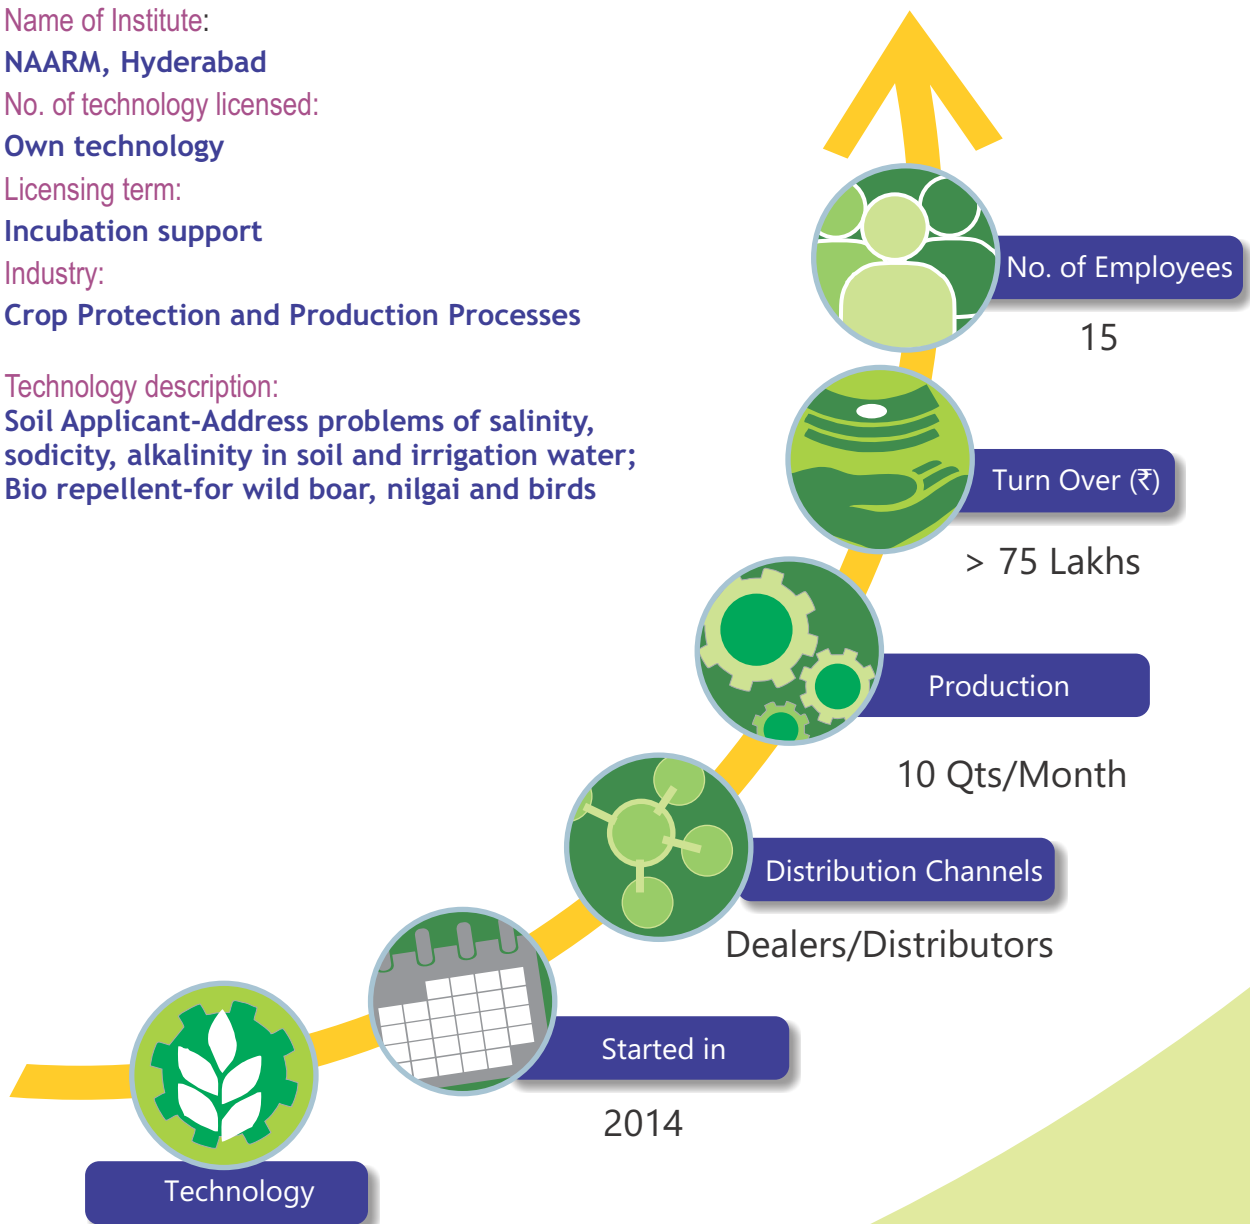 Name of Institute:
NAARM, Hyderabad
No. of technology licensed:
Own technology
Licensing term:
Incubation support
Industry:
Crop Protection and Production Processes
Technology description:
Soil Applicant-Address problems of salinity,
sodicity, alkalinity in soil and irrigation water;
Bio repellent-for wild boar, nilgai and birds
No. of Employees
15
Turn Over (₹)
> 75 Lakhs
Production
10 Qts/Month
Distribution Channels
Dealers/Distributors
Started in
2014
Technology